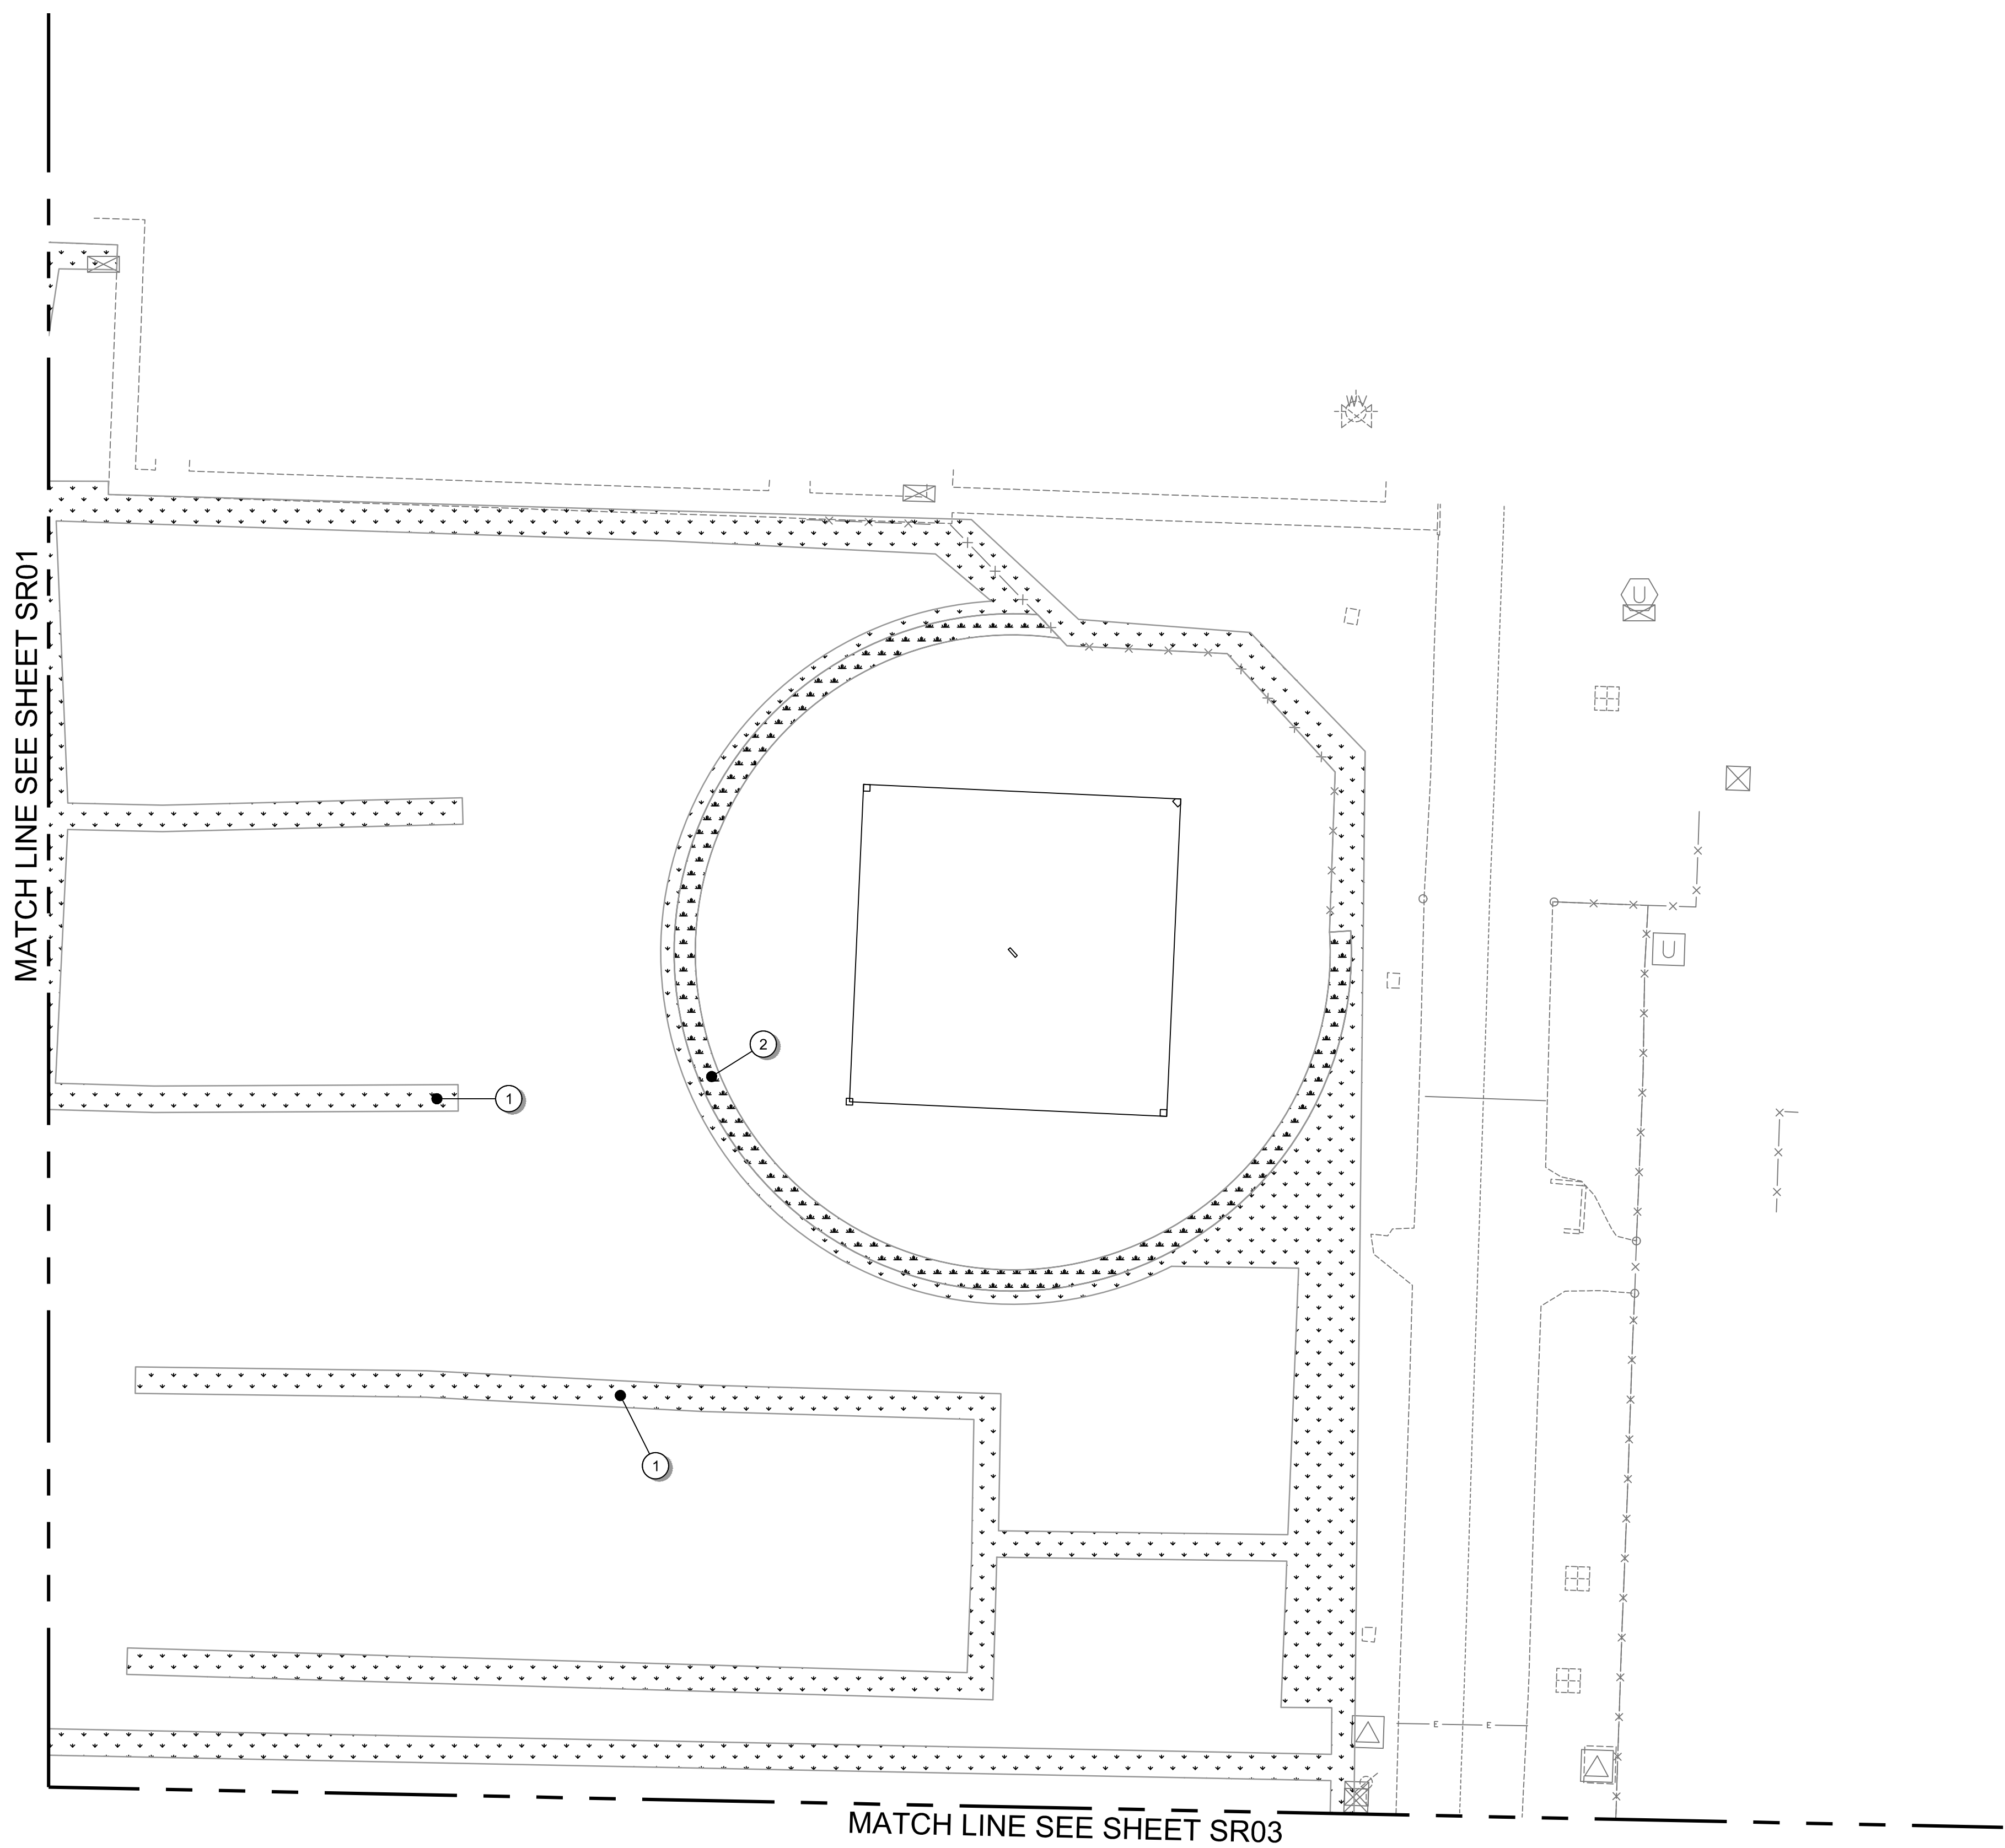 WV
MATCH LINE SEE SHEET SR01
U
U
2
1
1
E E
MATCH LINE SEE SHEET SR03